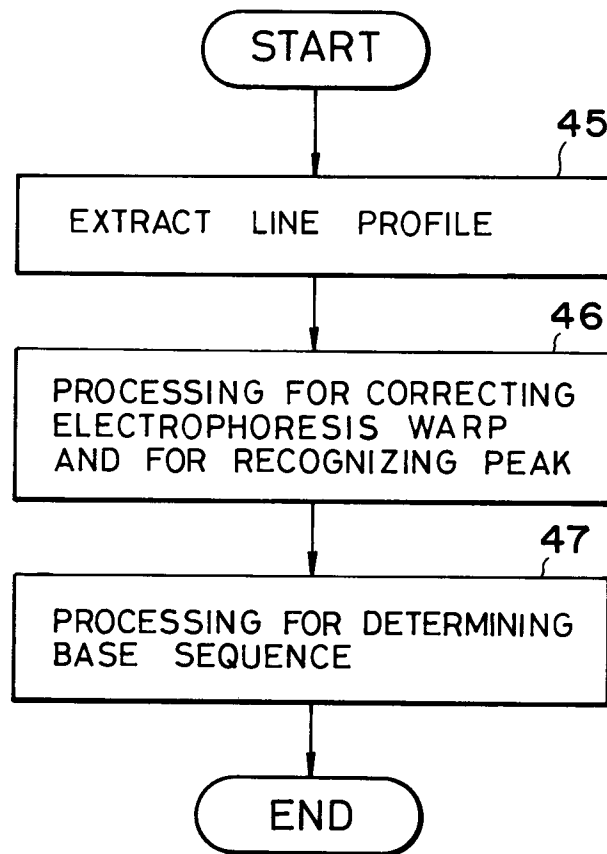 START
45
EXTRACT LINE PROFILE
46
PROCESSING FOR CORRECTING
ELECTROPHORESIS WARP
AND FOR RECOGNIZING PEAK
47
PROCESSING FOR DETERMINING
BASE SEQUENCE
END